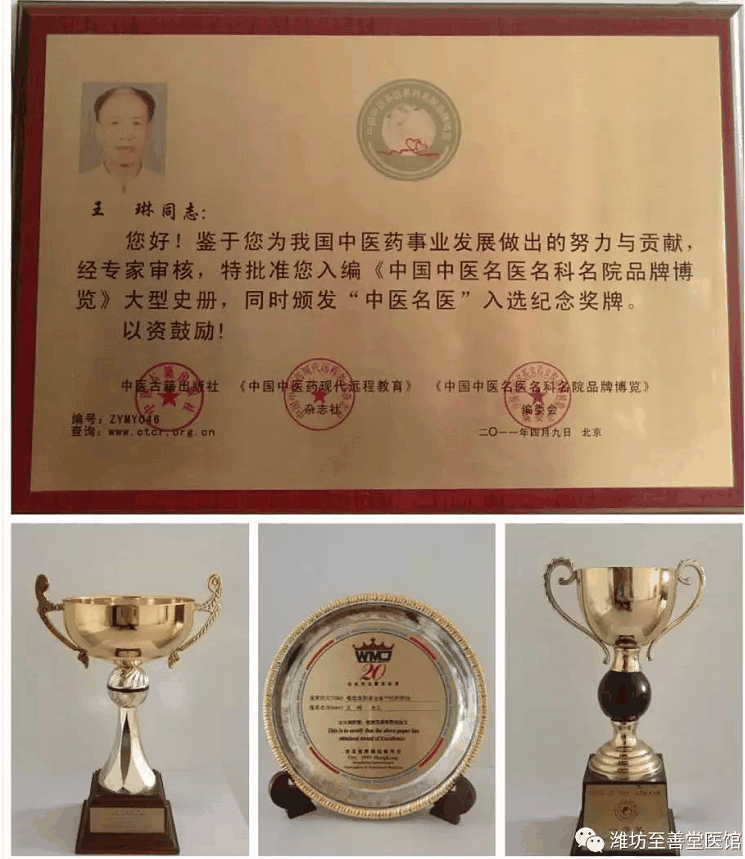 王 琳同志:
您好!鉴于您为我国中医药事业发展做出的努力与贡献,
经专家审核,特批准您入编《中国中医名医名科名院品牌博
览》大型史册,同时颁发“中医名医”入选纪念奖牌。
以资鼓励!
中医古籍出版社 《中国中医药现代远程教育》 《中国中医名医名科名院品牌博览》
杂志社 编委会
编号:ZYMY046
查询:www.ctcr.org.cn
二〇一一年四月九日 北京
WMCJ
20
This is to certify that the above paper has
obtained Award of Excellence
潍坊至善堂医馆